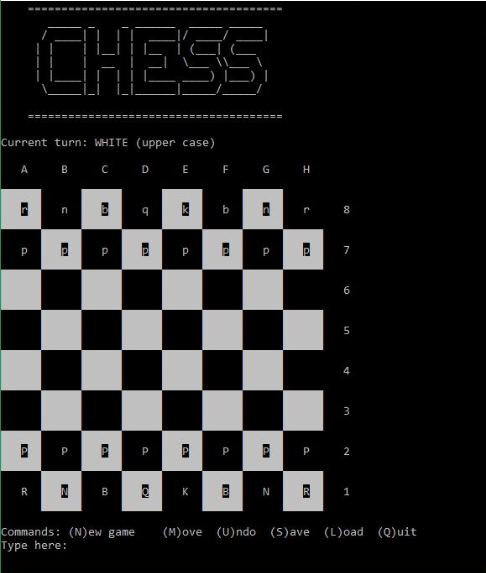 CHESS
Current turn: WHITE (upper case)
A B C D E F G H
r n b q k b n r 8
p p p p p p p p 7
6
5
4
3
P P P P P P P P 2
R N B Q K B N R 1
Commands: (N)ew game (M)ove (U)ndo (S)ave (L)oad (Q)uit
Type here: